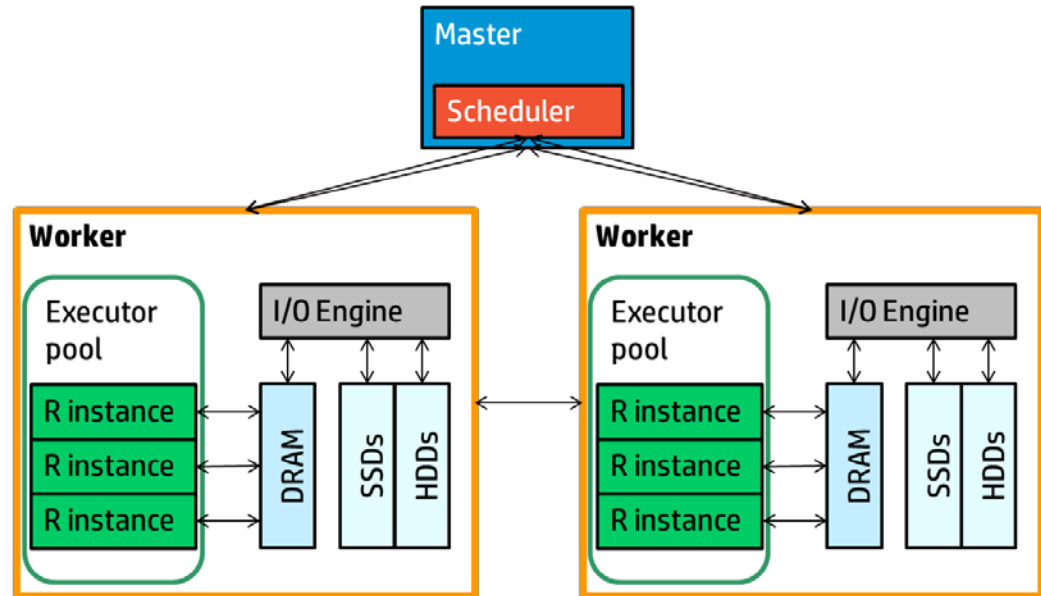 Master
Scheduler
Worker
Executor
pool
I/O Engine
R instance
R instance
R instance
DRAM
SSDs
HDDs
Worker
Executor
pool
I/O Engine
R instance
R instance
R instance
DRAM
SSDs
HDDs